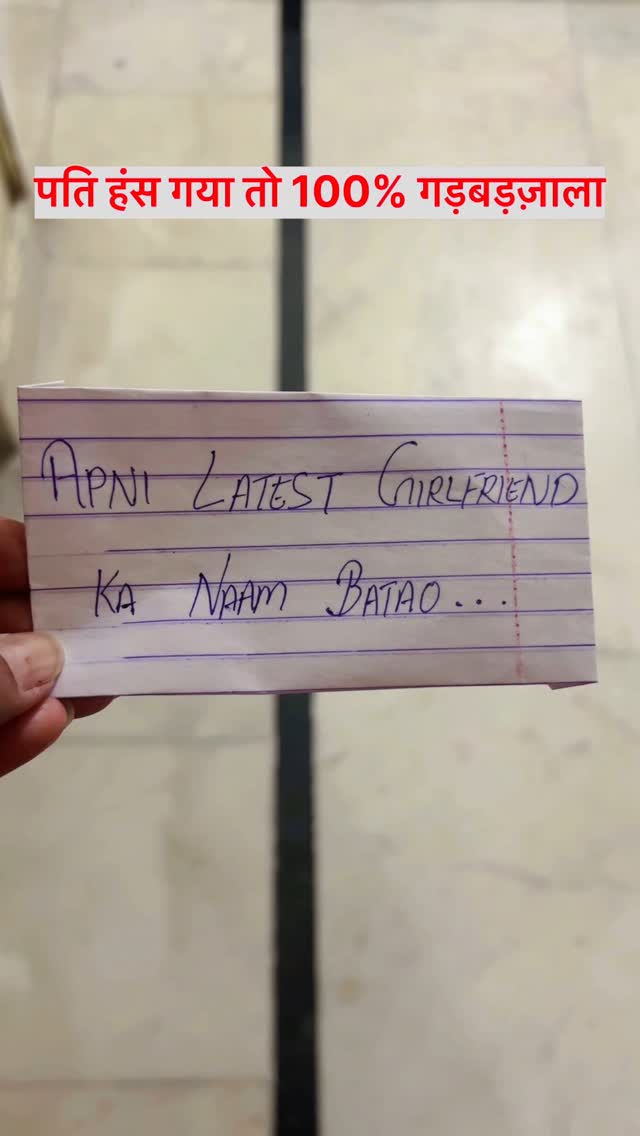 पति हंस गया तो 100% गड़बड़ज़ाला
APNI LATEST GIRLFRIEND
KA NAAM BATAO...